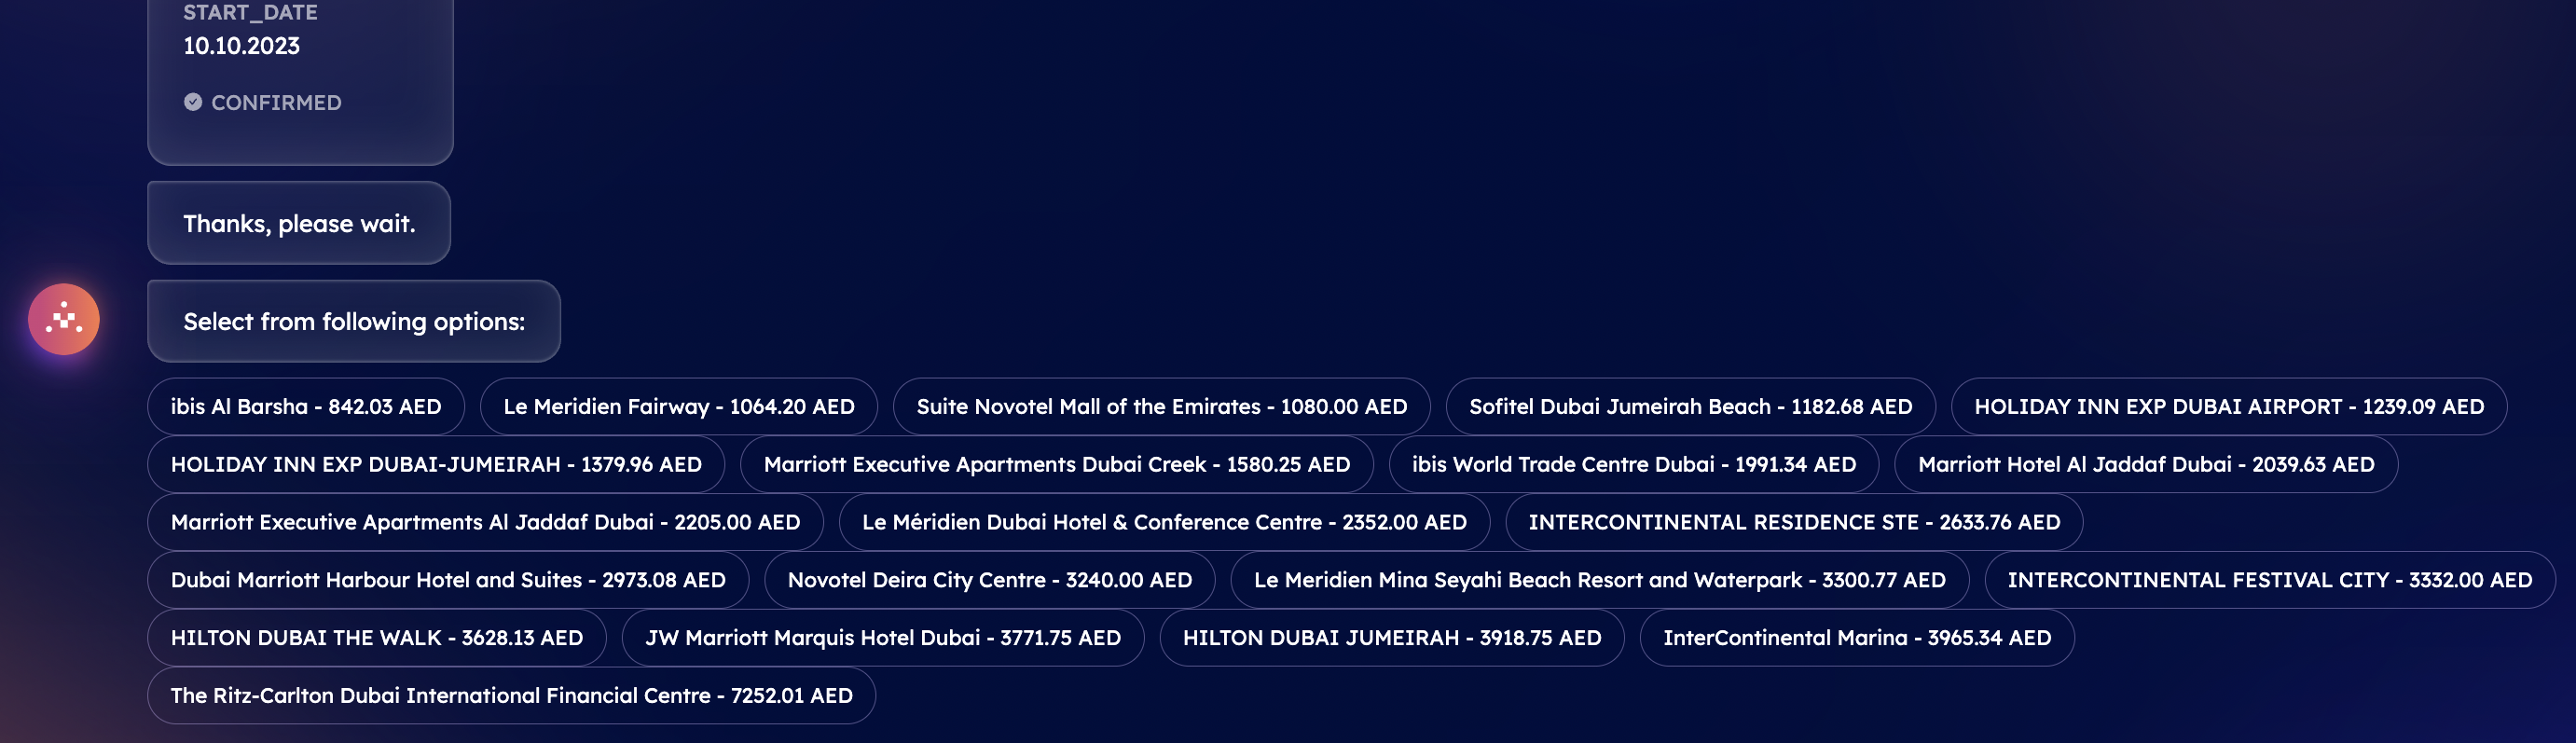 START_DATE
10.10.2023
CONFIRMED
Thanks, please wait.
Select from following options:
ibis Al Barsha - 842.03 AED Le Meridien Fairway - 1064.20 AED Suite Novotel Mall of the Emirates - 1080.00 AED Sofitel Dubai Jumeirah Beach - 1182.68 AED HOLIDAY INN EXP DUBAI AIRPORT - 1239.09 AED
HOLIDAY INN EXP DUBAI-JUMEIRAH - 1379.96 AED Marriott Executive Apartments Dubai Creek - 1580.25 AED ibis World Trade Centre Dubai - 1991.34 AED Marriott Hotel Al Jaddaf Dubai - 2039.63 AED
Marriott Executive Apartments Al Jaddaf Dubai - 2205.00 AED Le Méridien Dubai Hotel & Conference Centre - 2352.00 AED INTERCONTINENTAL RESIDENCE STE - 2633.76 AED
Dubai Marriott Harbour Hotel and Suites - 2973.08 AED Novotel Deira City Centre - 3240.00 AED Le Meridien Mina Seyahi Beach Resort and Waterpark - 3300.77 AED INTERCONTINENTAL FESTIVAL CITY - 3332.00 AED
HILTON DUBAI THE WALK - 3628.13 AED JW Marriott Marquis Hotel Dubai - 3771.75 AED HILTON DUBAI JUMEIRAH - 3918.75 AED InterContinental Marina - 3965.34 AED
The Ritz-Carlton Dubai International Financial Centre - 7252.01 AED